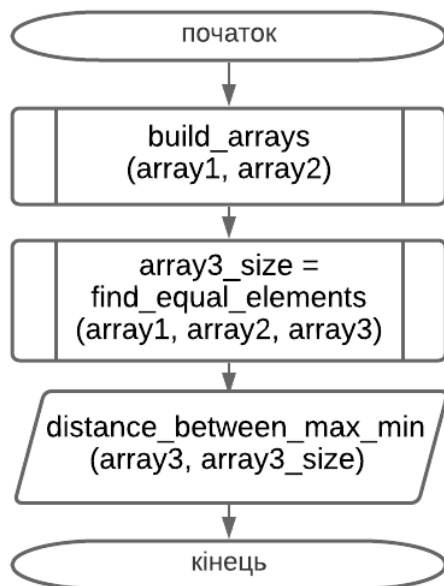 початок
build_arrays
(array1, array2)
array3_size =
find_equal_elements
(array1, array2, array3)
distance_between_max_min
(array3, array3_size)
кінець